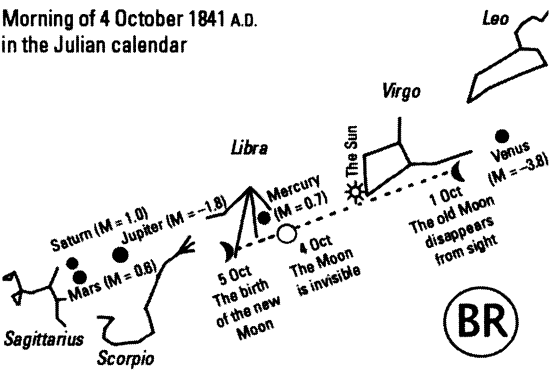 Morning of 4 October 1841 A.D.
in the Julian calendar
Leo
Virgo
Libra
The Sun
Mercury
(M = 0.7)
Venus
(M = –3.8)
Saturn (M = 1.0)
Jupiter (M = –1.8)
Mars (M = 0.8)
1 Oct
The old Moon
disappears
from sight
4 Oct
The Moon
is invisible
5 Oct
The birth
of the new
Moon
Sagittarius
Scorpio
BR